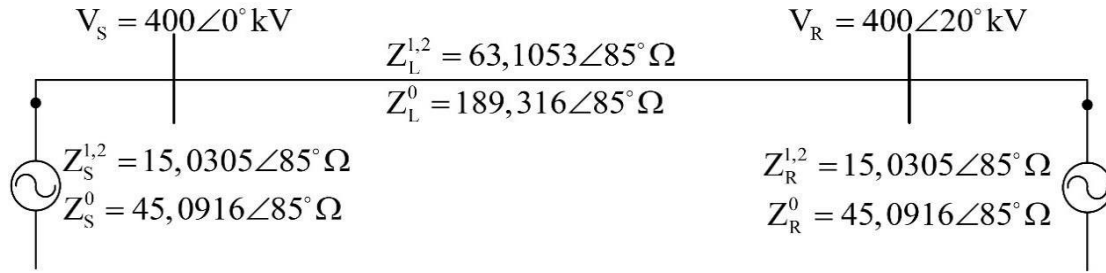 V_S = 400∠0° kV
V_R = 400∠20° kV
Z_L^{1,2} = 63,1053∠85° Ω
Z_L^0 = 189,316∠85° Ω
Z_S^{1,2} = 15,0305∠85° Ω
Z_S^0 = 45,0916∠85° Ω
Z_R^{1,2} = 15,0305∠85° Ω
Z_R^0 = 45,0916∠85° Ω